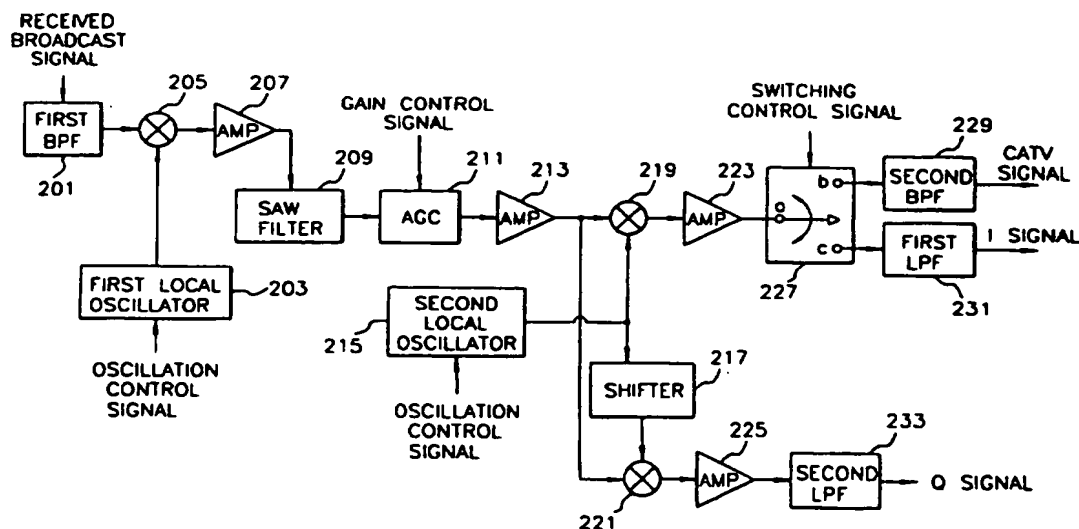 RECEIVED
BROADCAST
SIGNAL
205
207
GAIN CONTROL
SIGNAL
SWITCHING
CONTROL SIGNAL
FIRST
BPF
201
AMP
209
SAW
FILTER
211
AGC
213
AMP
219
223
AMP
a
b
c
227
229
SECOND
BPF
CATV
SIGNAL
FIRST
LPF
I SIGNAL
231
FIRST LOCAL
OSCILLATOR
203
OSCILLATION
CONTROL
SIGNAL
215
SECOND
LOCAL
OSCILLATOR
OSCILLATION
CONTROL
SIGNAL
217
SHIFTER
221
225
AMP
233
SECOND
LPF
Q SIGNAL